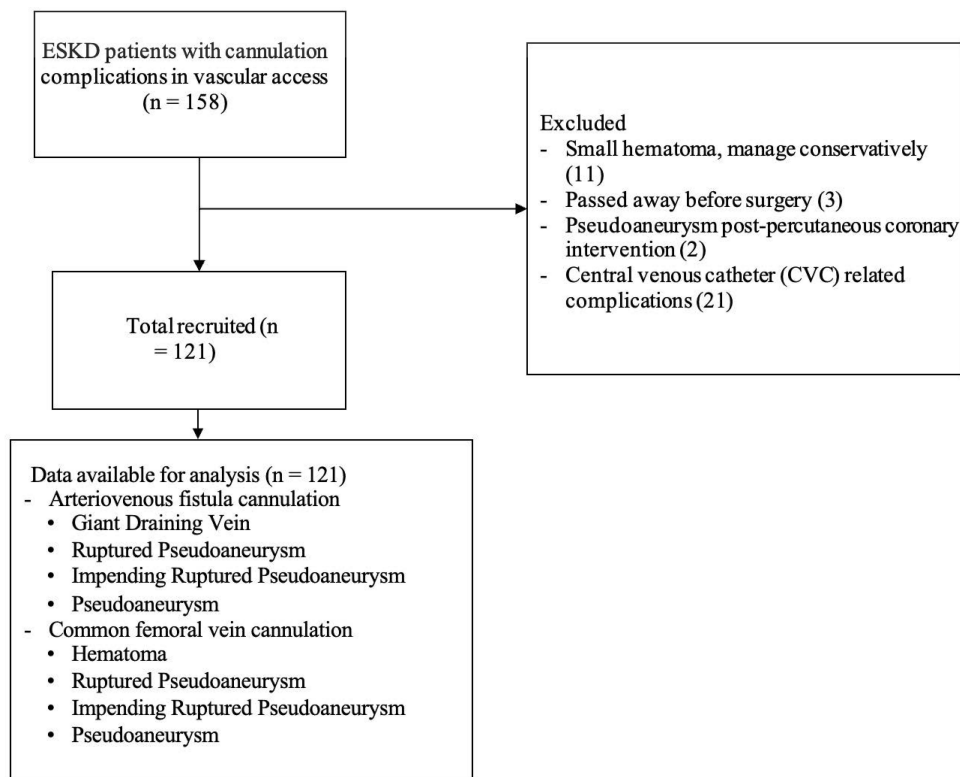 ESKD patients with cannulation
complications in vascular access
(n = 158)
Excluded
- Small hematoma, manage conservatively
(11)
- Passed away before surgery (3)
- Pseudoaneurysm post-percutaneous coronary
intervention (2)
- Central venous catheter (CVC) related
complications (21)
Total recruited (n
= 121)
Data available for analysis (n = 121)
- Arteriovenous fistula cannulation
• Giant Draining Vein
• Ruptured Pseudoaneurysm
• Impending Ruptured Pseudoaneurysm
• Pseudoaneurysm
- Common femoral vein cannulation
• Hematoma
• Ruptured Pseudoaneurysm
• Impending Ruptured Pseudoaneurysm
• Pseudoaneurysm